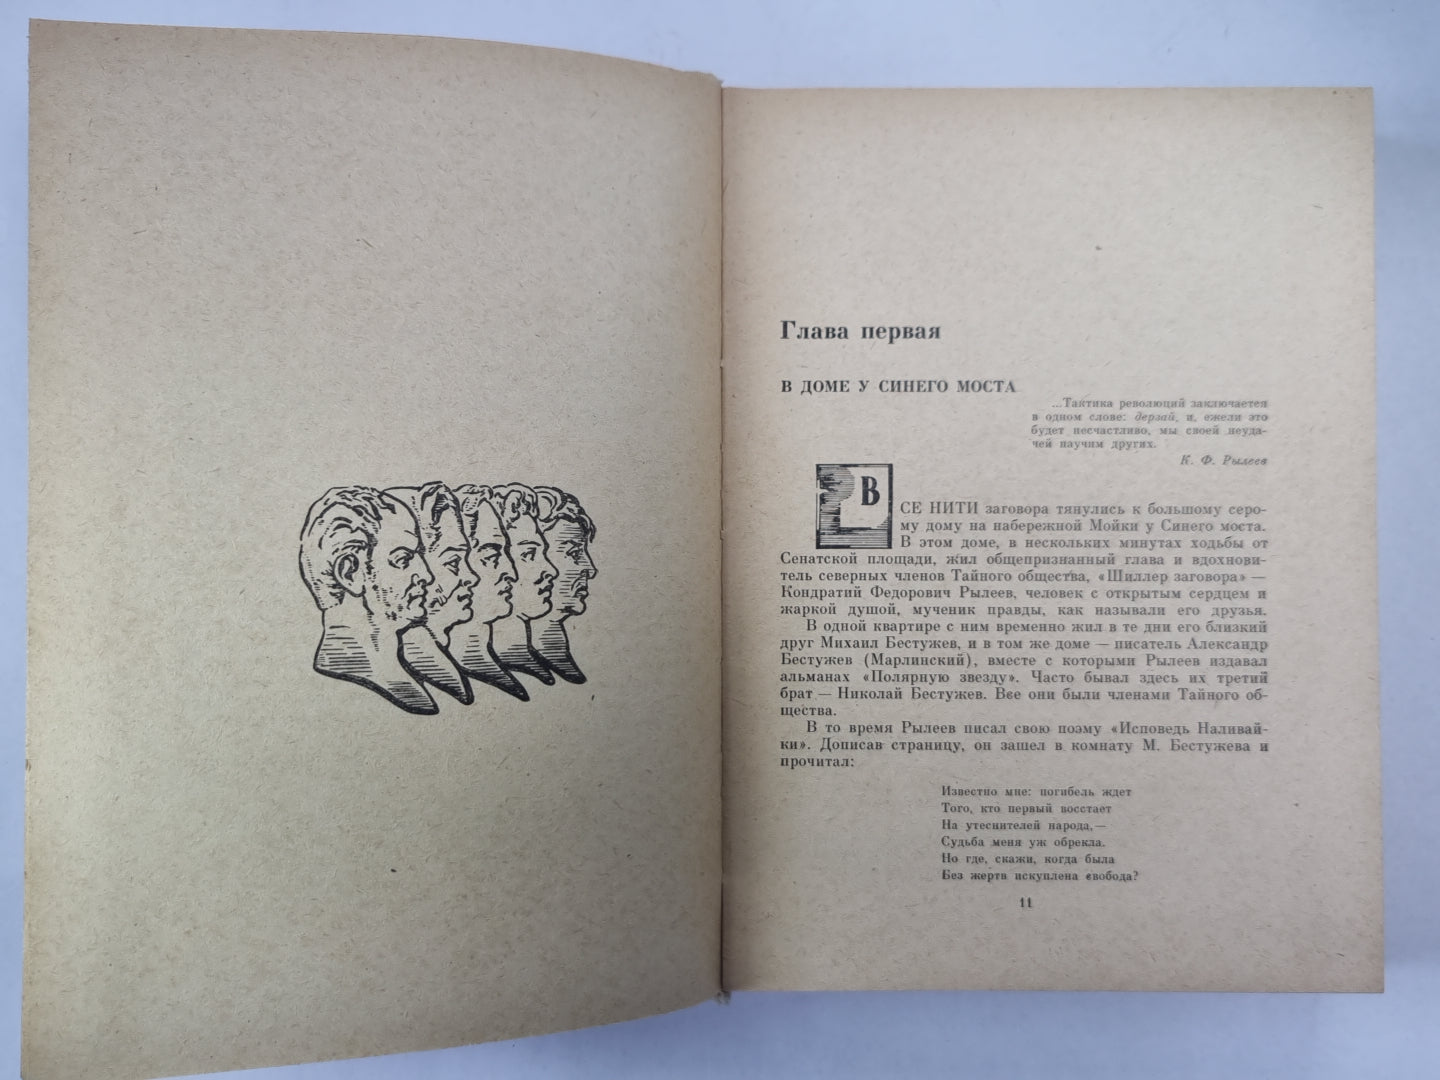 Глава первая
В ДОМЕ У СИНЕГО МОСТА
...Тактика революций заключается
в одном слове: дерзай, и, ежели это
будет несчастливо, мы своей неуда-
чей научим других.
К. Ф. Рылеев
ВСЕ НИТИ заговора тянулись к большому серо-
му дому на набережной Мойки у Синего моста.
В этом доме, в нескольких минутах ходьбы от
Сенатской площади, жил общепризнанный глава и вдохнови-
тель северных членов Тайного общества, «Шиллер заговора» —
Кондратий Федорович Рылеев, человек с открытым сердцем и
жаркой душой, мученик правды, как называли его друзья.
В одной квартире с ним временно жил в те дни его близкий
друг Михаил Бестужев, и в том же доме — писатель Александр
Бестужев (Марлинский), вместе с которыми Рылеев издавал
альманах «Полярную звезду». Часто бывал здесь их третий
брат — Николай Бестужев. Все они были членами Тайного об-
щества.
В то время Рылеев писал свою поэму «Исповедь Наливай-
ки». Дописав страницу, он зашел в комнату М. Бестужева и
прочитал:
Известно мне: погибель ждет
Того, кто первый восстает
На утеснителей народа,—
Судьба меня уж обрекла.
Но где, скажи, когда была
Без жертв искуплена свобода?
11